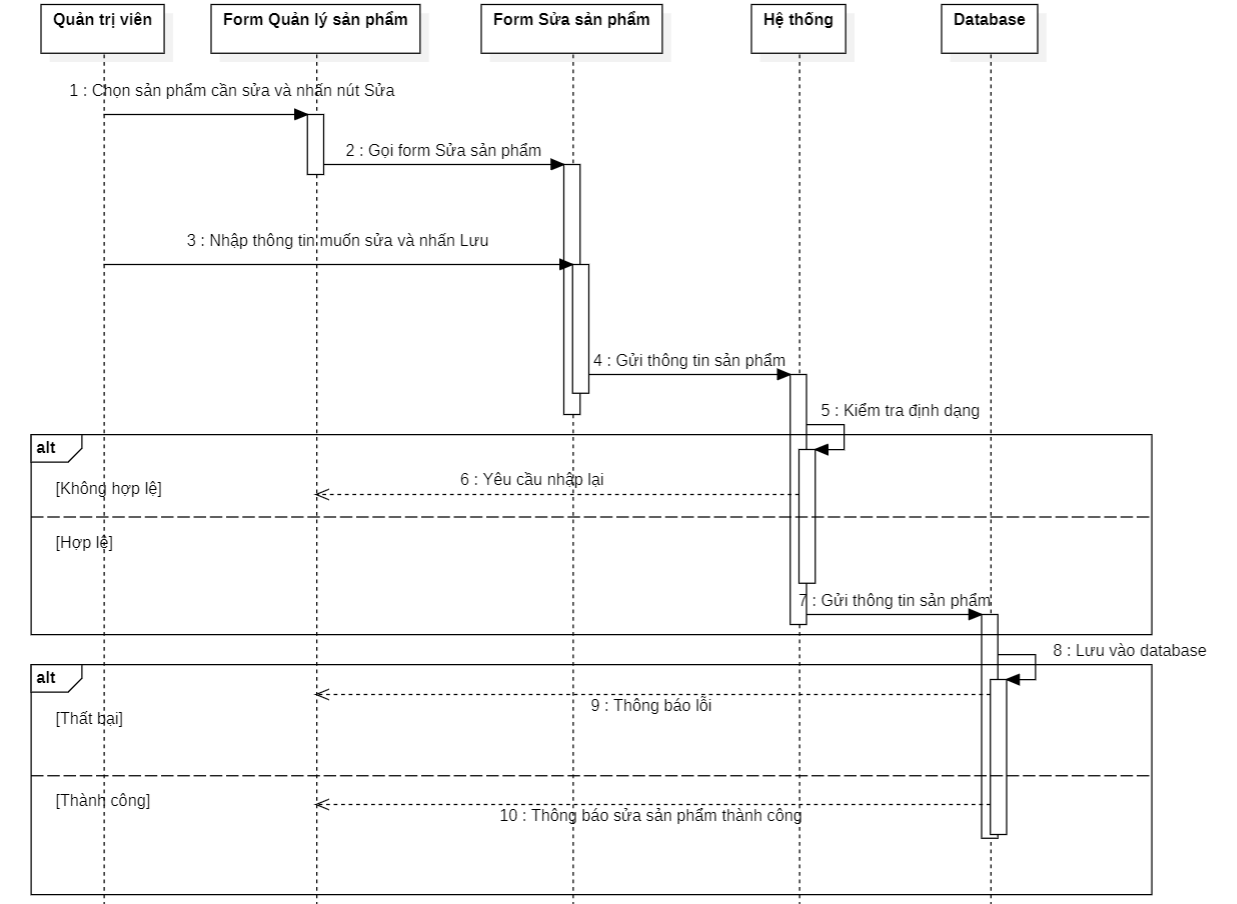 Quản trị viên
Form Quản lý sản phẩm
Form Sửa sản phẩm
Hệ thống
Database
1 : Chọn sản phẩm cần sửa và nhấn nút Sửa
2 : Gọi form Sửa sản phẩm
3 : Nhập thông tin muốn sửa và nhấn Lưu
4 : Gửi thông tin sản phẩm
5 : Kiểm tra định dạng
alt
[Không hợp lệ]
6 : Yêu cầu nhập lại
[Hợp lệ]
7 : Gửi thông tin sản phẩm
8 : Lưu vào database
alt
9 : Thông báo lỗi
[Thất bại]
[Thành công]
10 : Thông báo sửa sản phẩm thành công